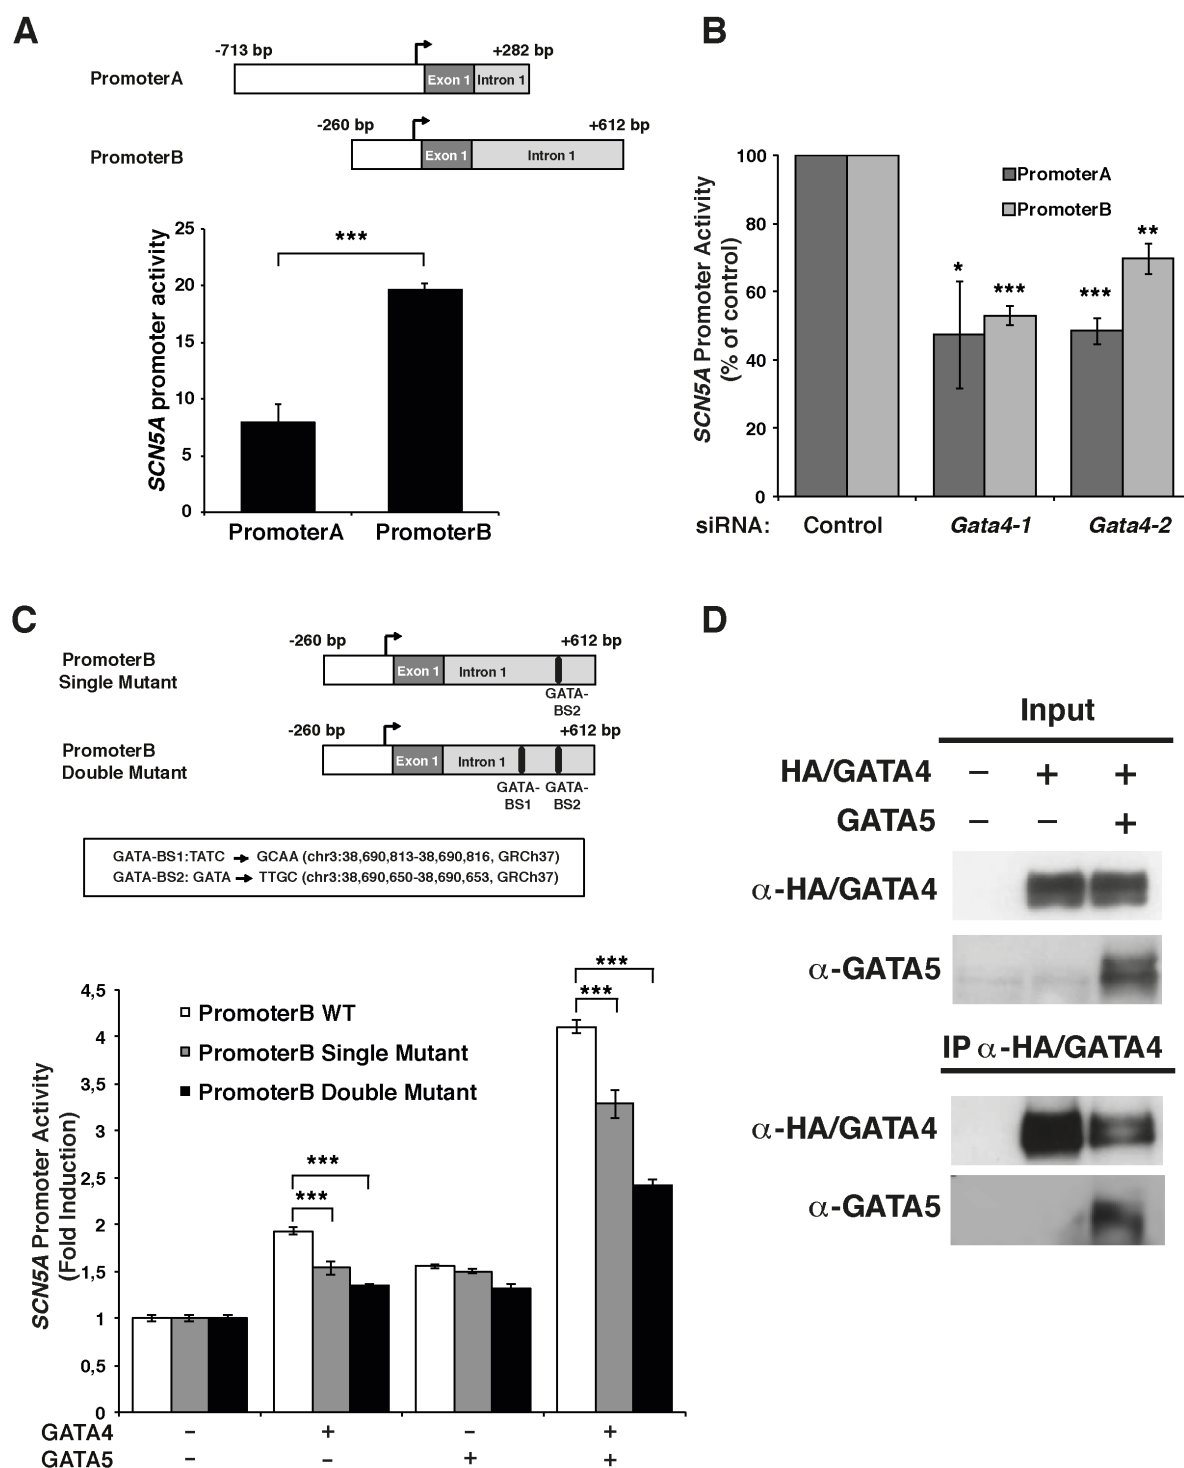 A
-713 bp
+282 bp
PromoterA
Exon 1
Intron 1
-260 bp
+612 bp
PromoterB
Exon 1
Intron 1
SCN5A promoter activity
25
20
15
10
5
0
***
PromoterA
PromoterB
B
SCN5A Promoter Activity
(% of control)
100
80
60
40
20
0
PromoterA
PromoterB
*
***
***
**
siRNA:
Control
Gata4-1
Gata4-2
C
-260 bp
+612 bp
PromoterB
Single Mutant
Exon 1
Intron 1
GATA-
BS2
-260 bp
+612 bp
PromoterB
Double Mutant
Exon 1
Intron 1
GATA-
BS1
GATA-
BS2
GATA-BS1:TATC → GCAA (chr3:38,690,813-38,690,816, GRCh37)
GATA-BS2: GATA → TTGC (chr3:38,690,650-38,690,653, GRCh37)
SCN5A Promoter Activity
(Fold Induction)
4,5
4
3,5
3
2,5
2
1,5
1
0,5
0
PromoterB WT
PromoterB Single Mutant
PromoterB Double Mutant
***
***
***
***
GATA4 – + – +
GATA5 – – + +
D
Input
HA/GATA4 – + +
GATA5 – – +
α-HA/GATA4
α-GATA5
IP α-HA/GATA4
α-HA/GATA4
α-GATA5